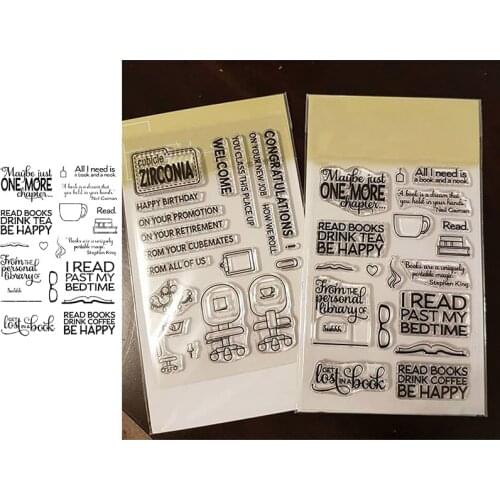 Maybe just
ONE MORE
chapter...
All I need is
a book and a nook.
"A book is a dream that
you hold in your hands."
Neil Gaiman
READ BOOKS
DRINK TEA
BE HAPPY
Read.
From the
personal
library of
Books are a uniquely
portable magic.
Stephen King
I READ
PAST MY
BEDTIME
Get
lost in a book
READ BOOKS
DRINK COFFEE
BE HAPPY
cubicle
ZIRCONIA
WELCOME
YOU CLASS THIS PLACE UP
ON YOUR NEW JOB
CONGRATULATIONS
HOW WE ROLL
HAPPY BIRTHDAY
ON YOUR PROMOTION
ON YOUR RETIREMENT
FROM YOUR CUBEMATES
FROM ALL OF US
Maybe just
ONE MORE
chapter...
All I need is
a book and a nook.
"A book is a dream that
you hold in your hands."
Neil Gaiman
READ BOOKS
DRINK TEA
BE HAPPY
Read.
From the
personal
library of
Books are a uniquely
portable magic.
Stephen King
I READ
PAST MY
BEDTIME
Get
lost in a book
READ BOOKS
DRINK COFFEE
BE HAPPY